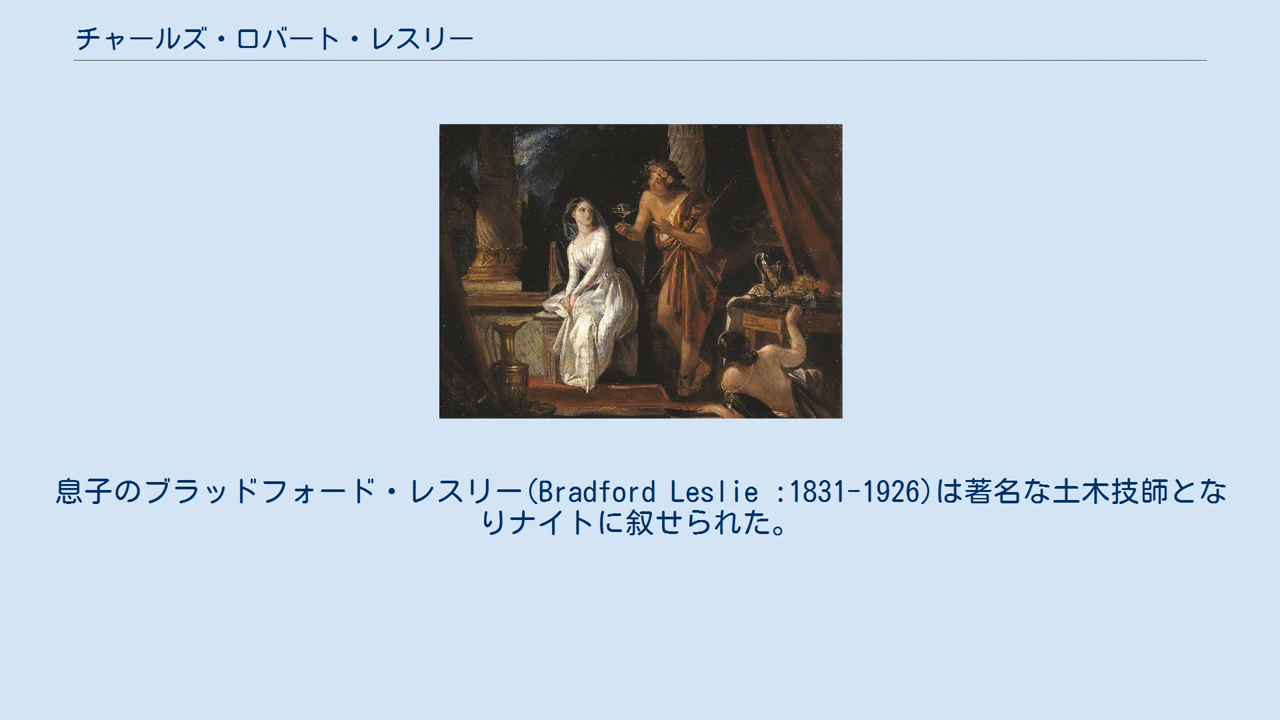 チャールズ・ロバート・レスリー
息子のブラッドフォード・レスリー(Bradford Leslie :1831-1926)は著名な土木技師とな
りナイトに叙せられた。